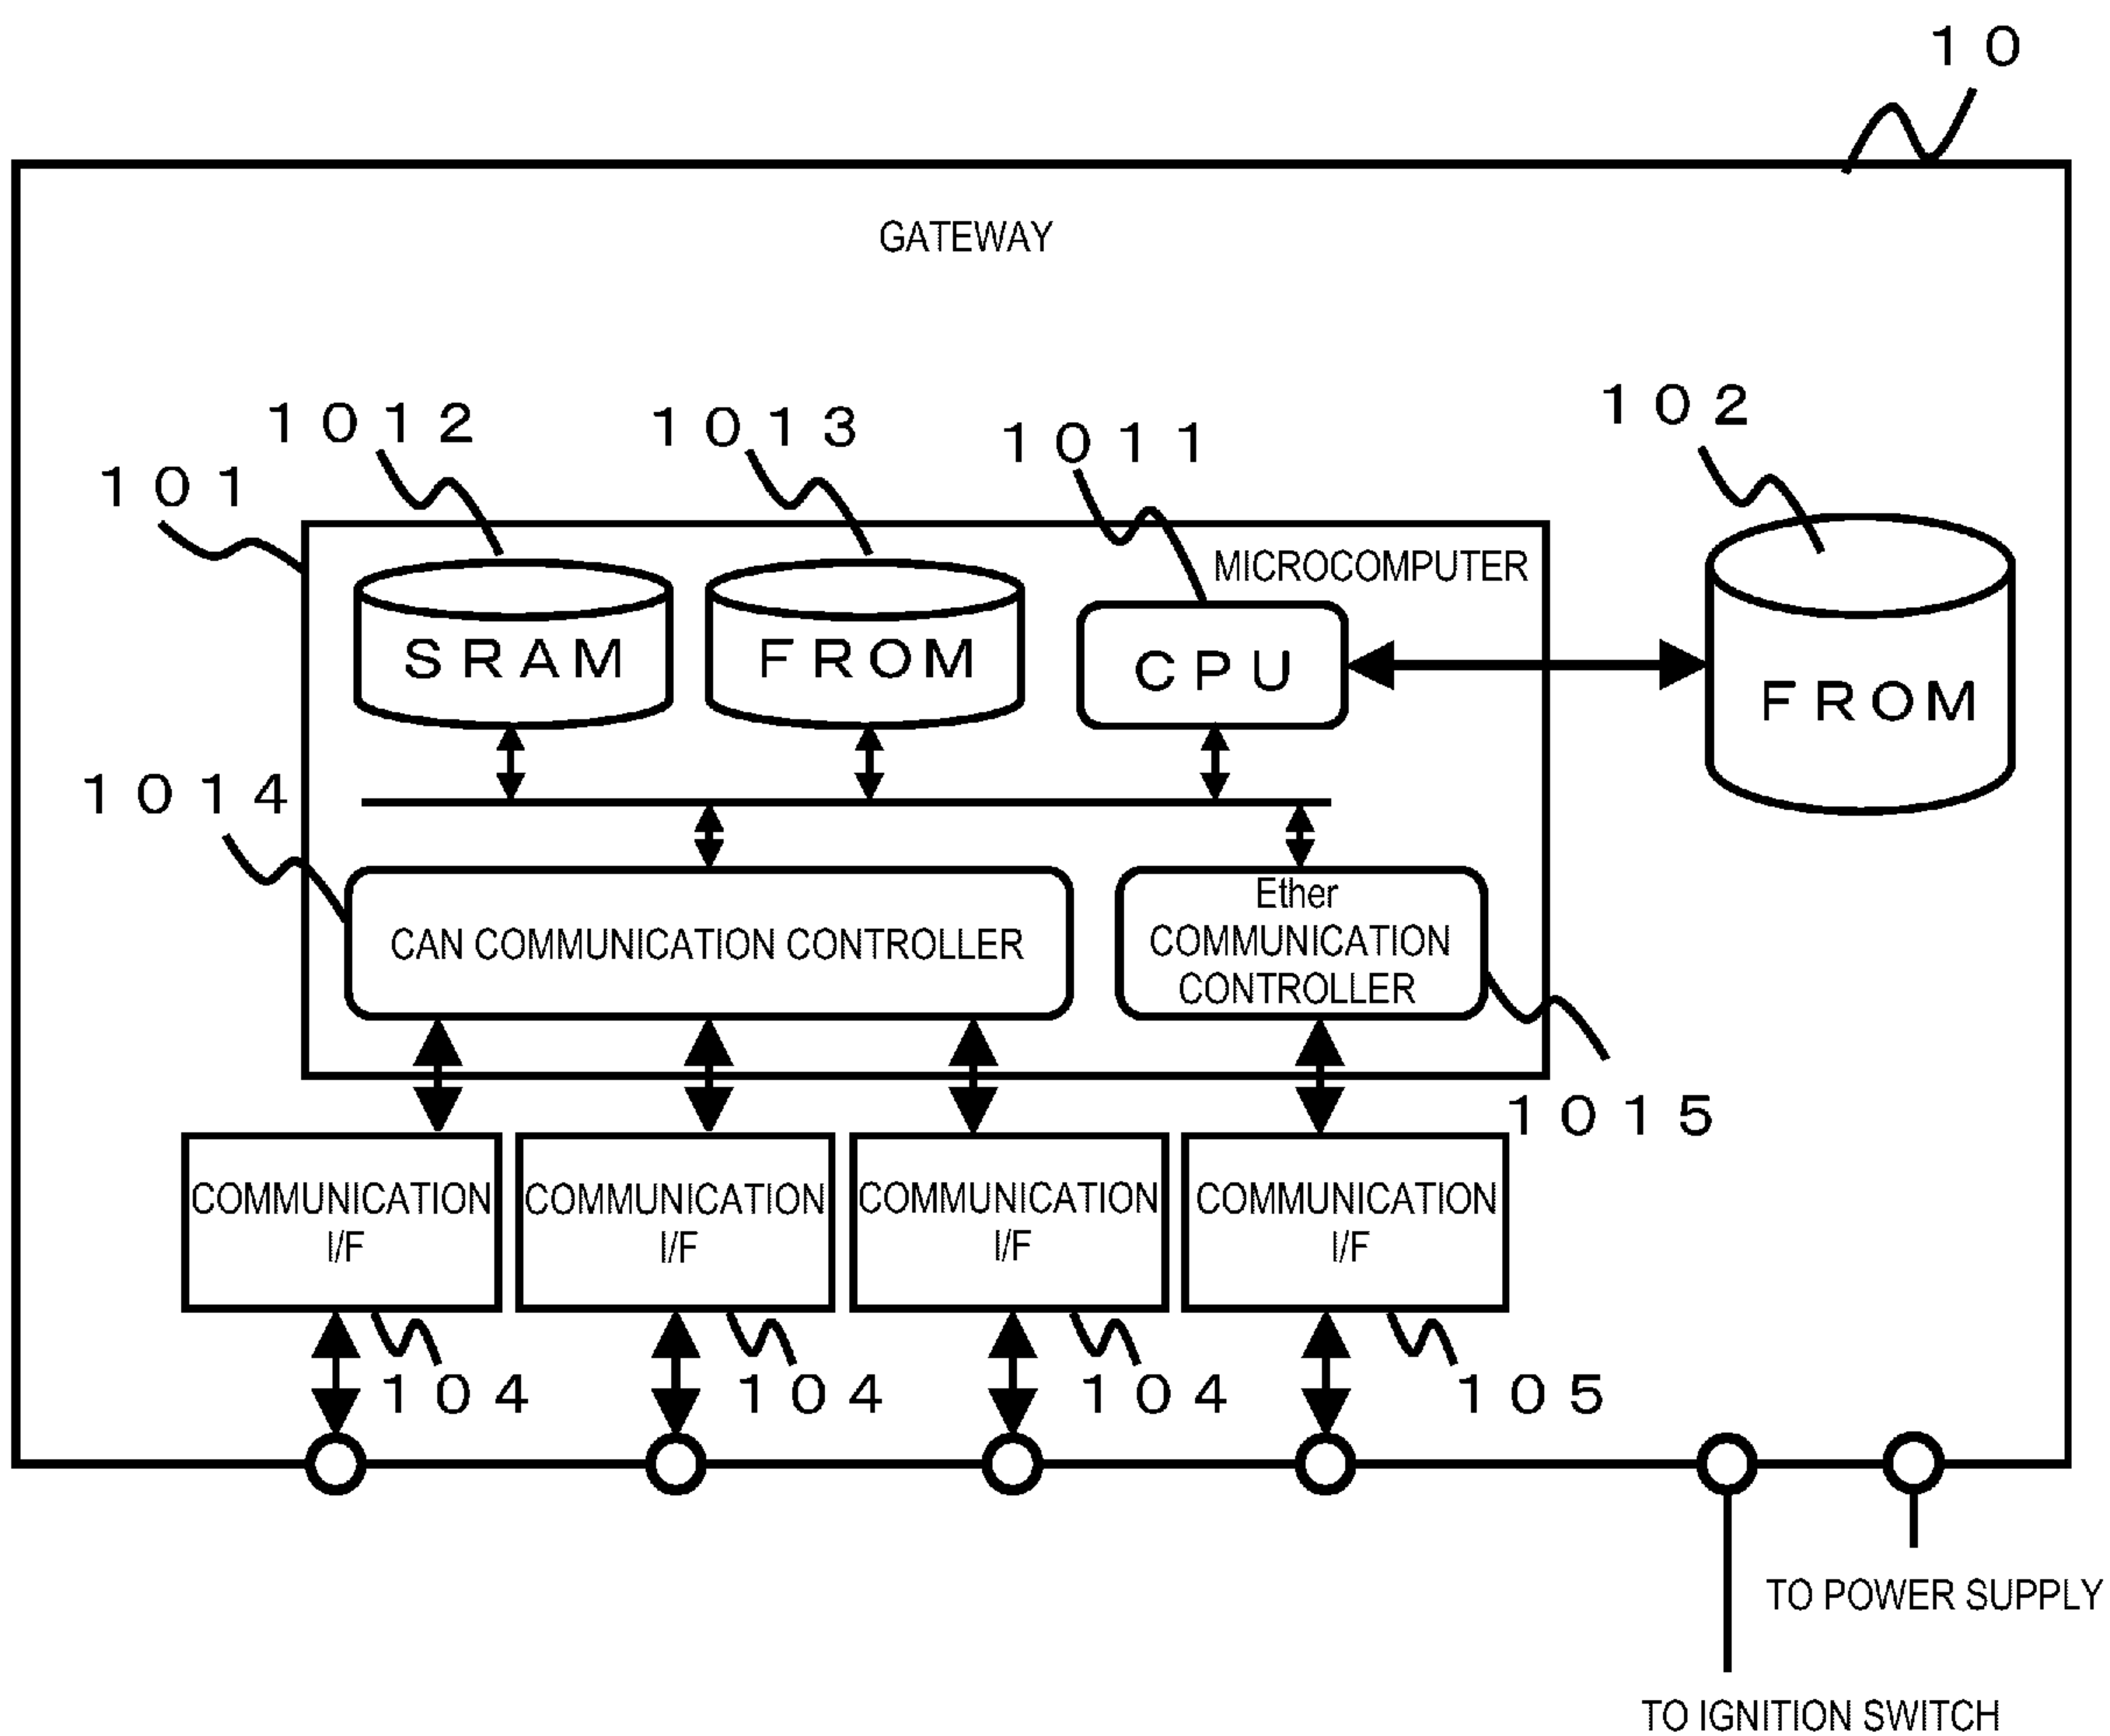 10
GATEWAY
1012
1013
1011
102
101
MICROCOMPUTER
SRAM
FROM
CPU
FROM
1014
CAN COMMUNICATION CONTROLLER
Ether
COMMUNICATION
CONTROLLER
1015
COMMUNICATION
I/F
COMMUNICATION
I/F
COMMUNICATION
I/F
COMMUNICATION
I/F
104
104
104
105
TO POWER SUPPLY
TO IGNITION SWITCH